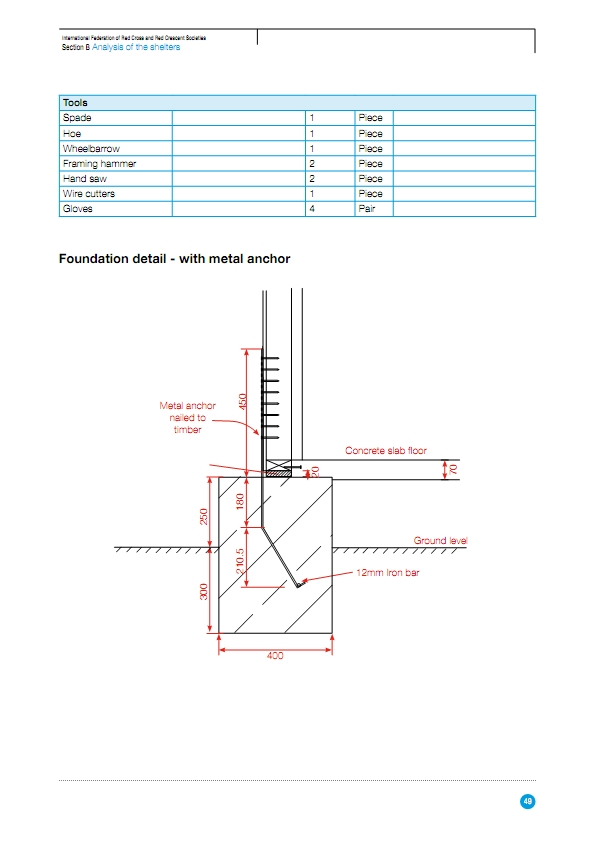 International Federation of Red Cross and Red Crescent Societies
Section B Analysis of the shelters
Tools
Spade 1 Piece
Hoe 1 Piece
Wheelbarrow 1 Piece
Framing hammer 2 Piece
Hand saw 2 Piece
Wire cutters 1 Piece
Gloves 4 Pair
Foundation detail - with metal anchor
450
Metal anchor
nailed to
timber
Concrete slab floor
20
70
180
250
Ground level
210.5
12mm iron bar
300
400
49